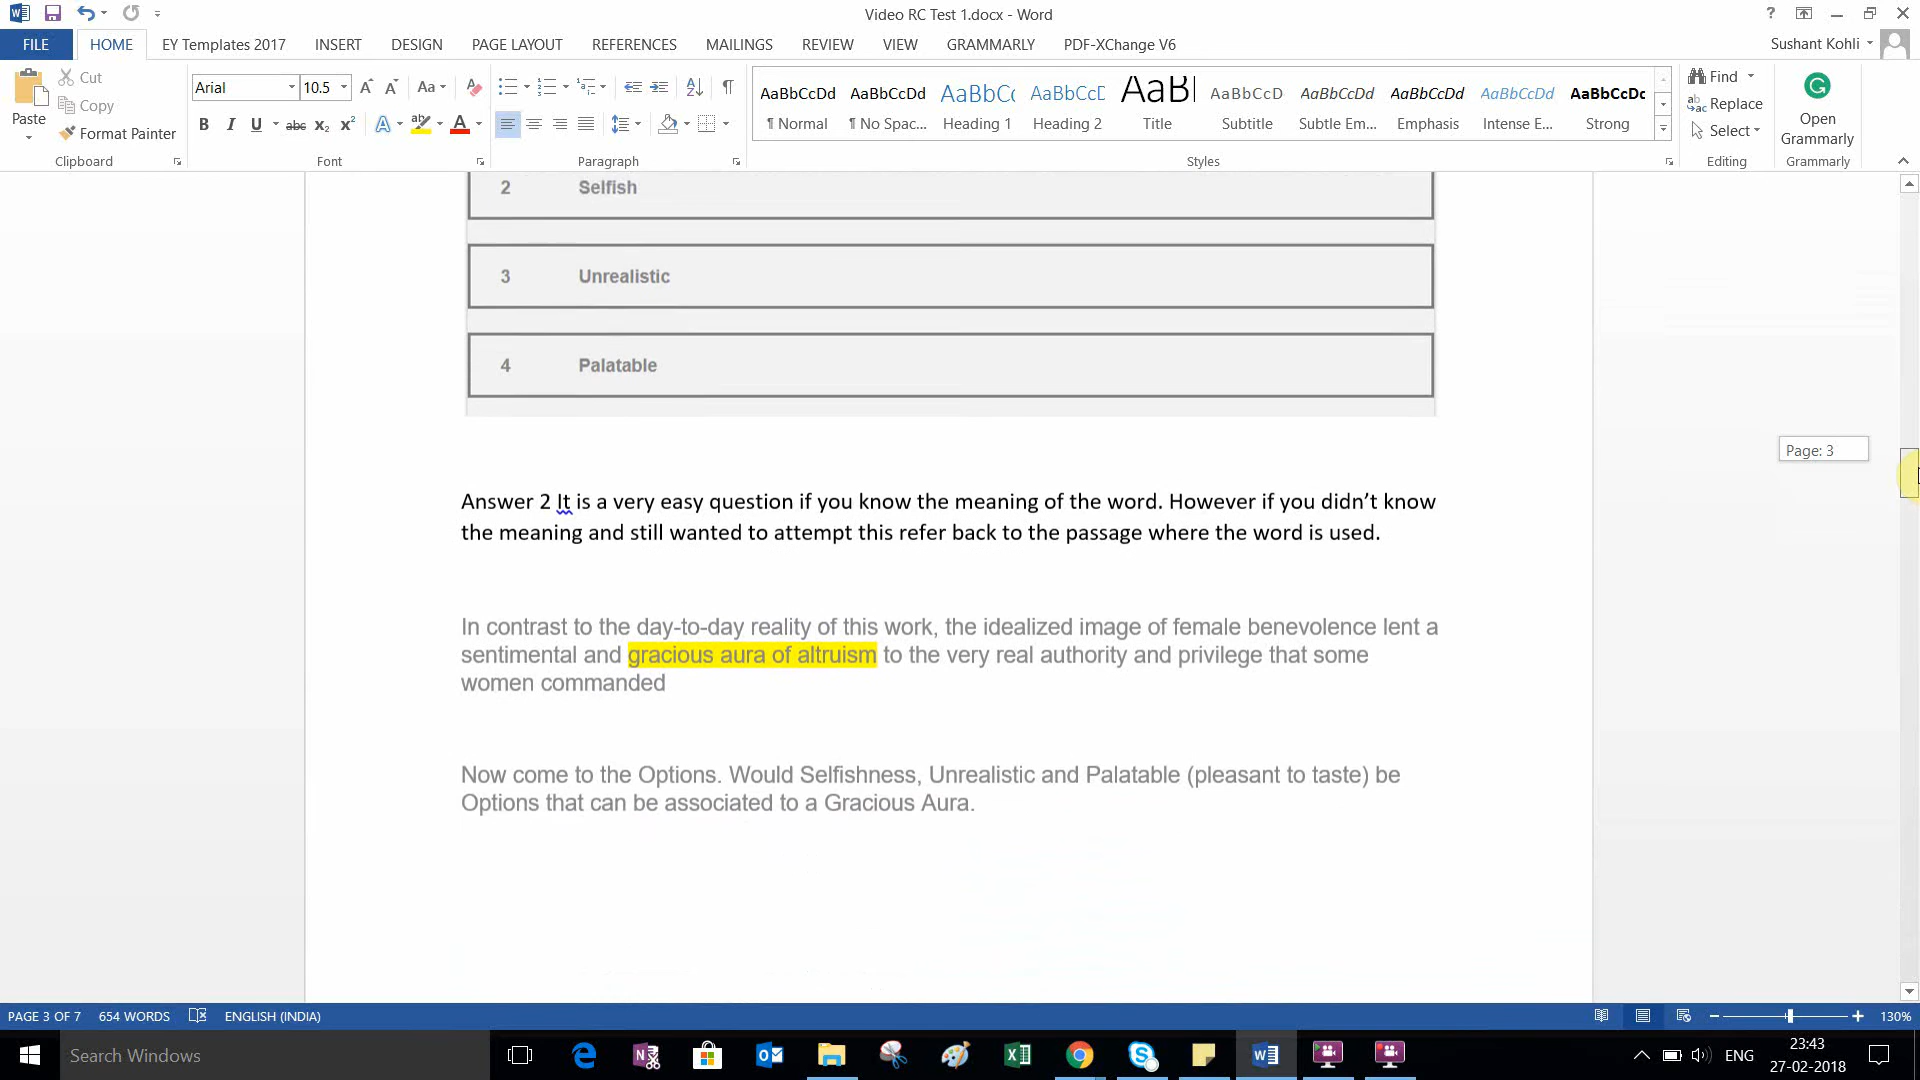 Video RC Test 1.docx - Word
FILE HOME EY Templates 2017 INSERT DESIGN PAGE LAYOUT REFERENCES MAILINGS REVIEW VIEW GRAMMARLY PDF-XChange V6 Sushant Kohli
Paste Cut Copy Format Painter
Clipboard
Arial 10.5 Aa
B I U abc X2 X2 A ab A
Font
Paragraph
AaBbCcDd AaBbCcDd AaBbCc AaBbCcD AaBl AaBbCcD AaBbCcDd AaBbCcDd AaBbCcDd AaBbCcDc
¶ Normal ¶ No Spac... Heading 1 Heading 2 Title Subtitle Subtle Em... Emphasis Intense E... Strong
Styles
Find
Replace
Select
Editing
Open
Grammarly
Grammarly
2 Selfish
3 Unrealistic
4 Palatable
Page: 3
Answer 2 It is a very easy question if you know the meaning of the word. However if you didn’t know
the meaning and still wanted to attempt this refer back to the passage where the word is used.
In contrast to the day-to-day reality of this work, the idealized image of female benevolence lent a
sentimental and gracious aura of altruism to the very real authority and privilege that some
women commanded
Now come to the Options. Would Selfishness, Unrealistic and Palatable (pleasant to taste) be
Options that can be associated to a Gracious Aura.
PAGE 3 OF 7 654 WORDS ENGLISH (INDIA) 130%
Search Windows
ENG
23:43
27-02-2018